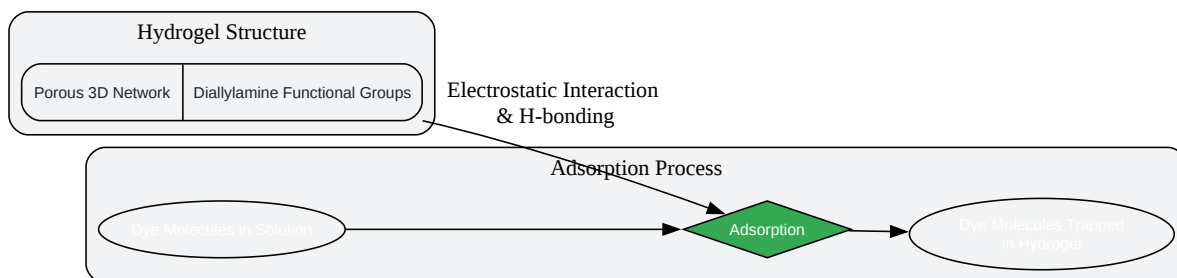 Hydrogel Structure
Porous 3D Network
Diallylamine Functional Groups
Electrostatic Interaction
& H-bonding
Adsorption Process
Dye Molecules in Solution
Adsorption
Dye Molecules Trapped
in Hydrogel